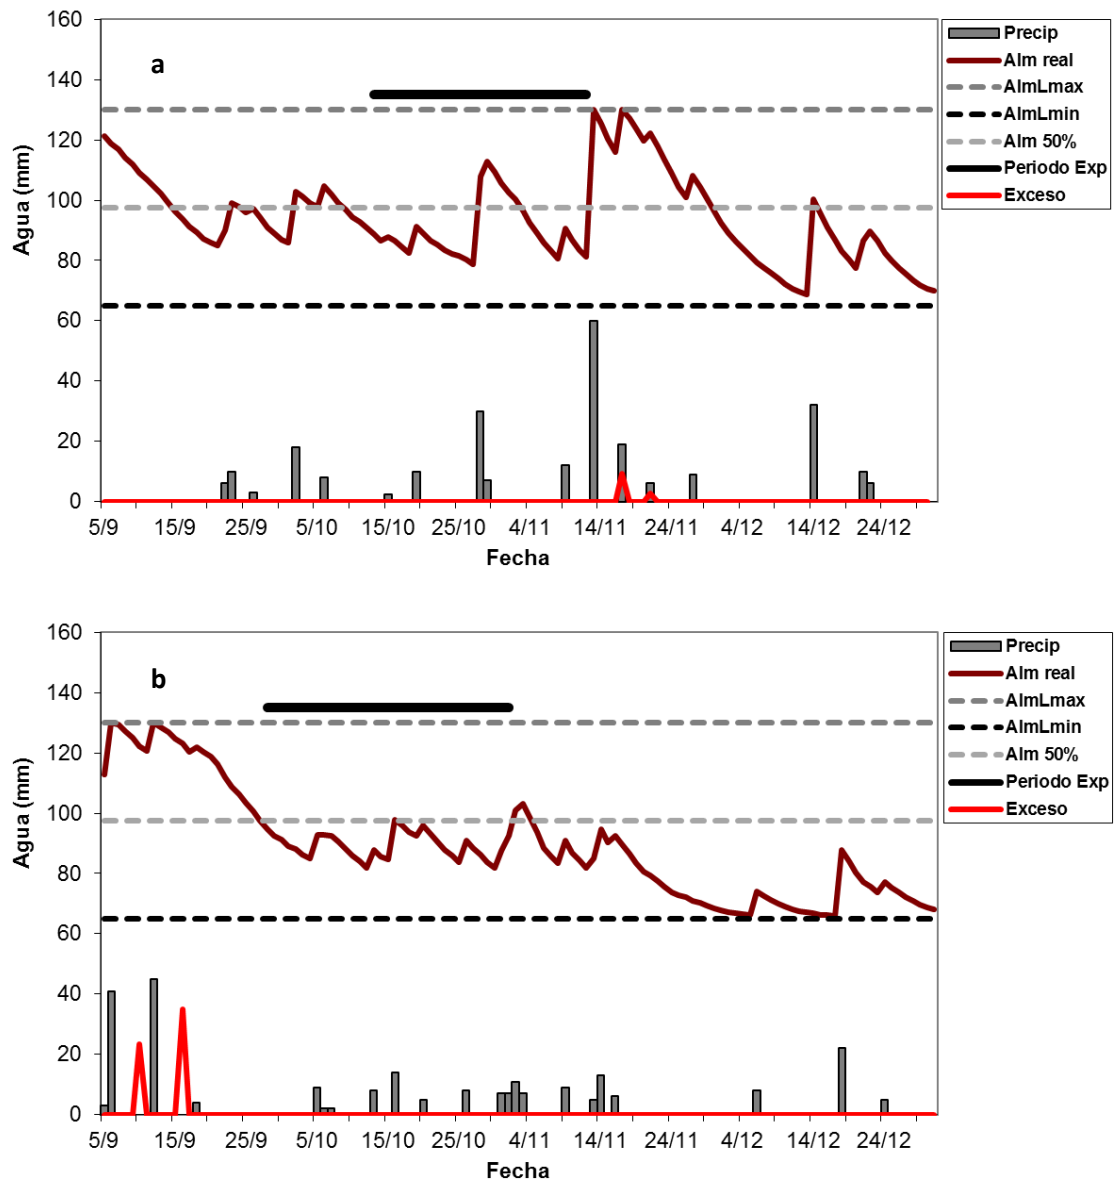 160
140
120
100
80
60
40
20
0
Agua (mm)
a
5/9 15/9 25/9 5/10 15/10 25/10 4/11 14/11 24/11 4/12 14/12 24/12
Fecha
Precip
Alm real
AlmLmax
AlmLmin
Alm 50%
Periodo Exp
Exceso
160
140
120
100
80
60
40
20
0
Agua (mm)
b
5/9 15/9 25/9 5/10 15/10 25/10 4/11 14/11 24/11 4/12 14/12 24/12
Fecha
Precip
Alm real
AlmLmax
AlmLmin
Alm 50%
Periodo Exp
Exceso